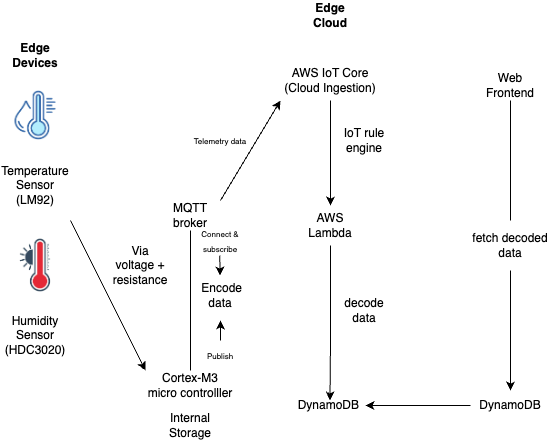 Edge
Cloud
Edge
Devices
AWS IoT Core
(Cloud Ingestion)
Web
Frontend
Telemetry data
IoT rule
engine
Temperature
Sensor
(LM92)
MQTT
broker
AWS
Lambda
Connect &
subscribe
fetch decoded
data
Via
voltage +
resistance
Encode
data
decode
data
Humidity
Sensor
(HDC3020)
Publish
Cortex-M3
micro controlller
DynamoDB
DynamoDB
Internal
Storage